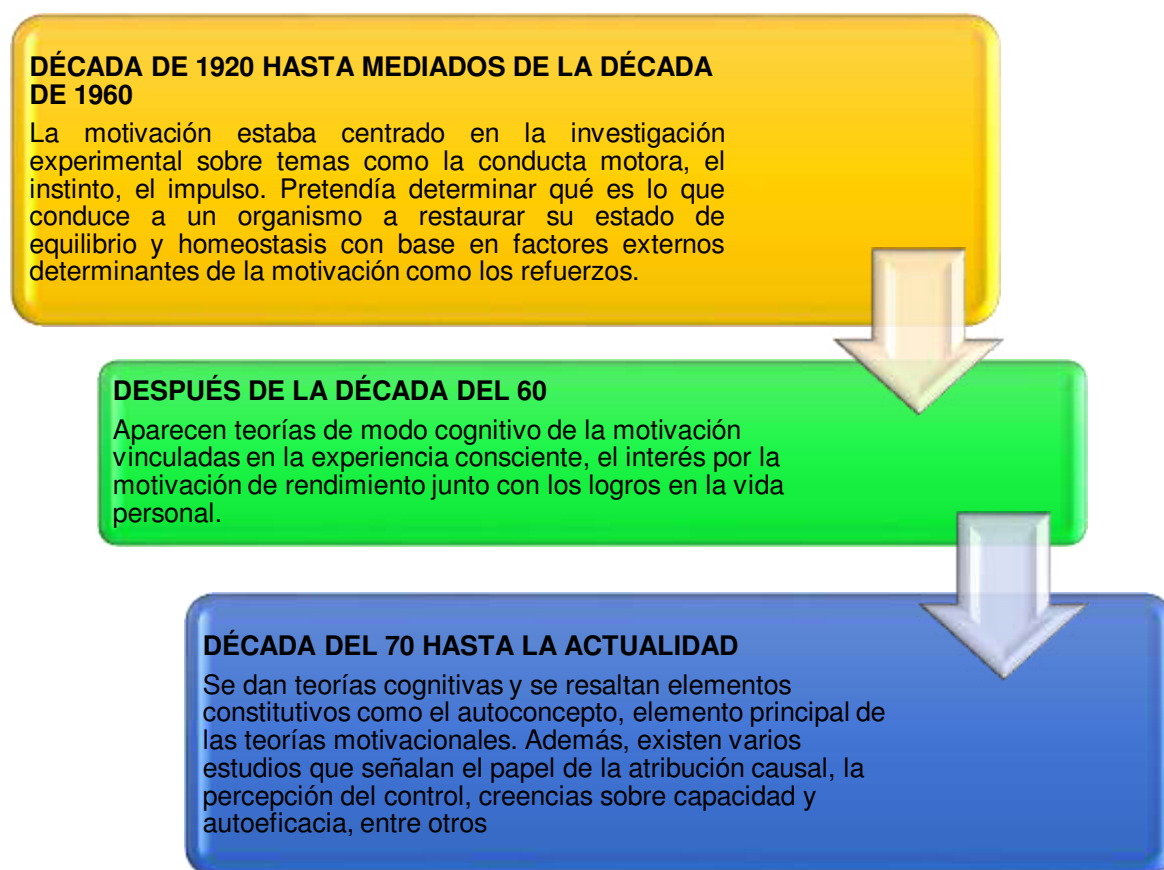 DÉCADA DE 1920 HASTA MEDIADOS DE LA DÉCADA
DE 1960
La motivación estaba centrado en la investigación
experimental sobre temas como la conducta motora, el
instinto, el impulso. Pretendía determinar qué es lo que
conduce a un organismo a restaurar su estado de
equilibrio y homeostasis con base en factores externos
determinantes de la motivación como los refuerzos.
DESPUÉS DE LA DÉCADA DEL 60
Aparecen teorías de modo cognitivo de la motivación
vinculadas en la experiencia consciente, el interés por la
motivación de rendimiento junto con los logros en la vida
personal.
DÉCADA DEL 70 HASTA LA ACTUALIDAD
Se dan teorías cognitivas y se resaltan elementos
constitutivos como el autoconcepto, elemento principal de
las teorías motivacionales. Además, existen varios
estudios que señalan el papel de la atribución causal, la
percepción del control, creencias sobre capacidad y
autoeficacia, entre otros